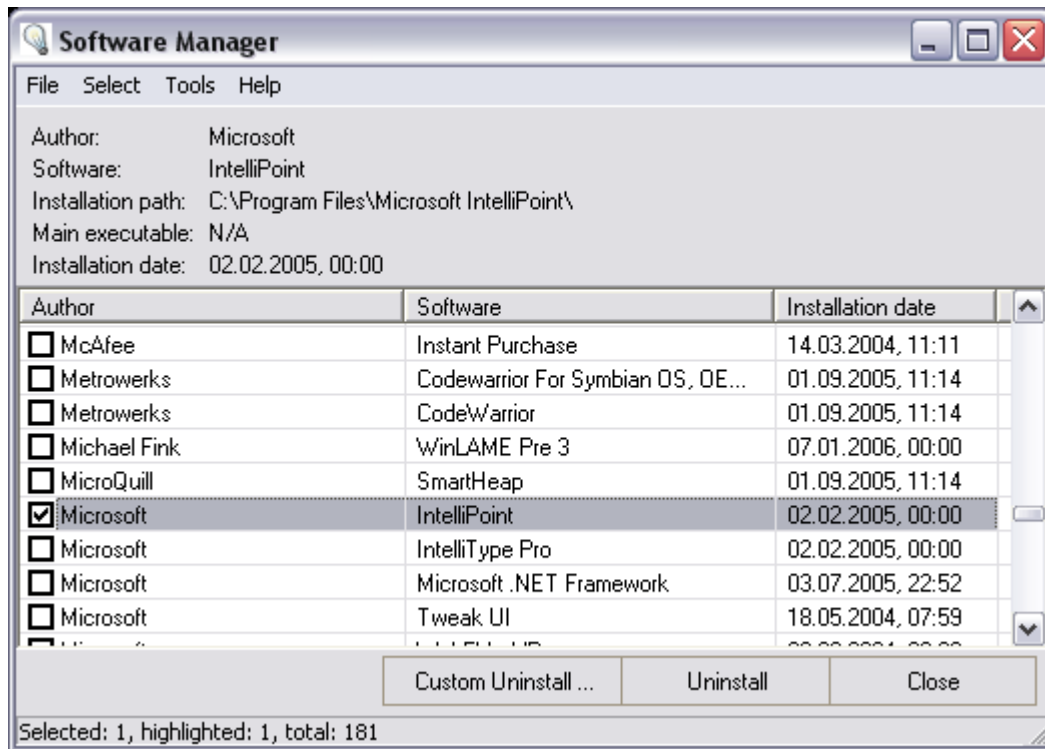 Software Manager
File Select Tools Help
Author: Microsoft
Software: IntelliPoint
Installation path: C:\Program Files\Microsoft IntelliPoint\
Main executable: N/A
Installation date: 02.02.2005, 00:00
Author Software Installation date
McAfee Instant Purchase 14.03.2004, 11:11
Metrowerks Codewarrior For Symbian OS, OE... 01.09.2005, 11:14
Metrowerks CodeWarrior 01.09.2005, 11:14
Michael Fink WinLAME Pre 3 07.01.2006, 00:00
MicroQuill SmartHeap 01.09.2005, 11:14
Microsoft IntelliPoint 02.02.2005, 00:00
Microsoft IntelliType Pro 02.02.2005, 00:00
Microsoft Microsoft .NET Framework 03.07.2005, 22:52
Microsoft Tweak UI 18.05.2004, 07:59
Custom Uninstall ... Uninstall Close
Selected: 1, highlighted: 1, total: 181